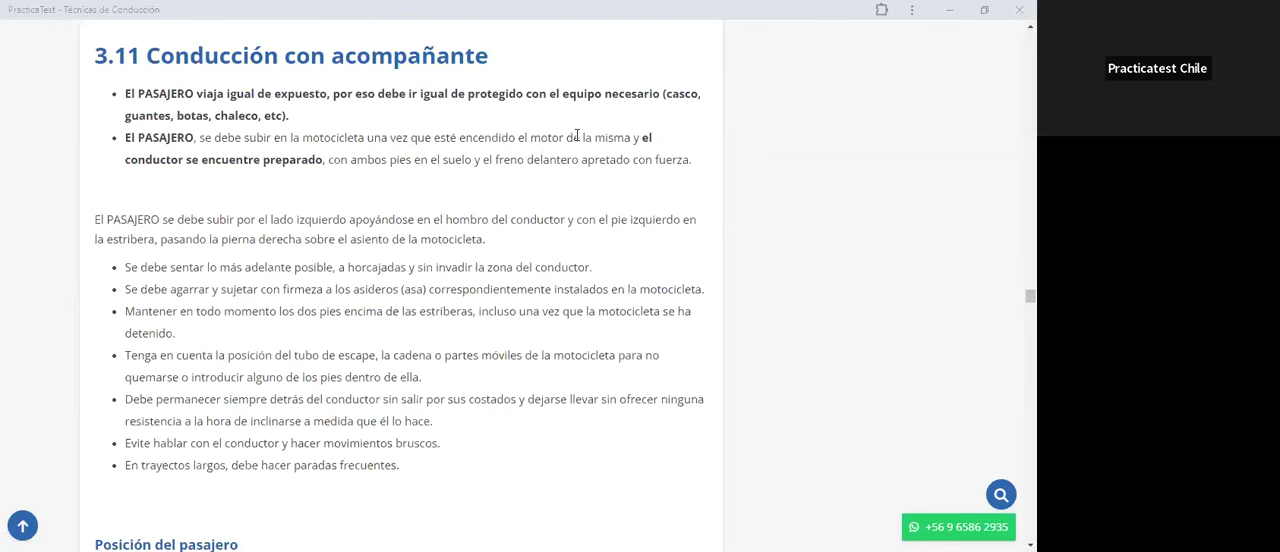 PracticaTest - Técnicas de Conducción
Practicatest Chile
3.11 Conducción con acompañante
• El PASAJERO viaja igual de expuesto, por eso debe ir igual de protegido con el equipo necesario (casco,
guantes, botas, chaleco, etc).
• El PASAJERO, se debe subir en la motocicleta una vez que esté encendido el motor de la misma y el
conductor se encuentre preparado, con ambos pies en el suelo y el freno delantero apretado con fuerza.
El PASAJERO se debe subir por el lado izquierdo apoyándose en el hombro del conductor y con el pie izquierdo en
la estribera, pasando la pierna derecha sobre el asiento de la motocicleta.
• Se debe sentar lo más adelante posible, a horcajadas y sin invadir la zona del conductor.
• Se debe agarrar y sujetar con firmeza a los asideros (asa) correspondientemente instalados en la motocicleta.
• Mantener en todo momento los dos pies encima de las estriberas, incluso una vez que la motocicleta se ha
detenido.
• Tenga en cuenta la posición del tubo de escape, la cadena o partes móviles de la motocicleta para no
quemarse o introducir alguno de los pies dentro de ella.
• Debe permanecer siempre detrás del conductor sin salir por sus costados y dejarse llevar sin ofrecer ninguna
resistencia a la hora de inclinarse a medida que él lo hace.
• Evite hablar con el conductor y hacer movimientos bruscos.
• En trayectos largos, debe hacer paradas frecuentes.
+56 9 6586 2935
Posición del pasajero